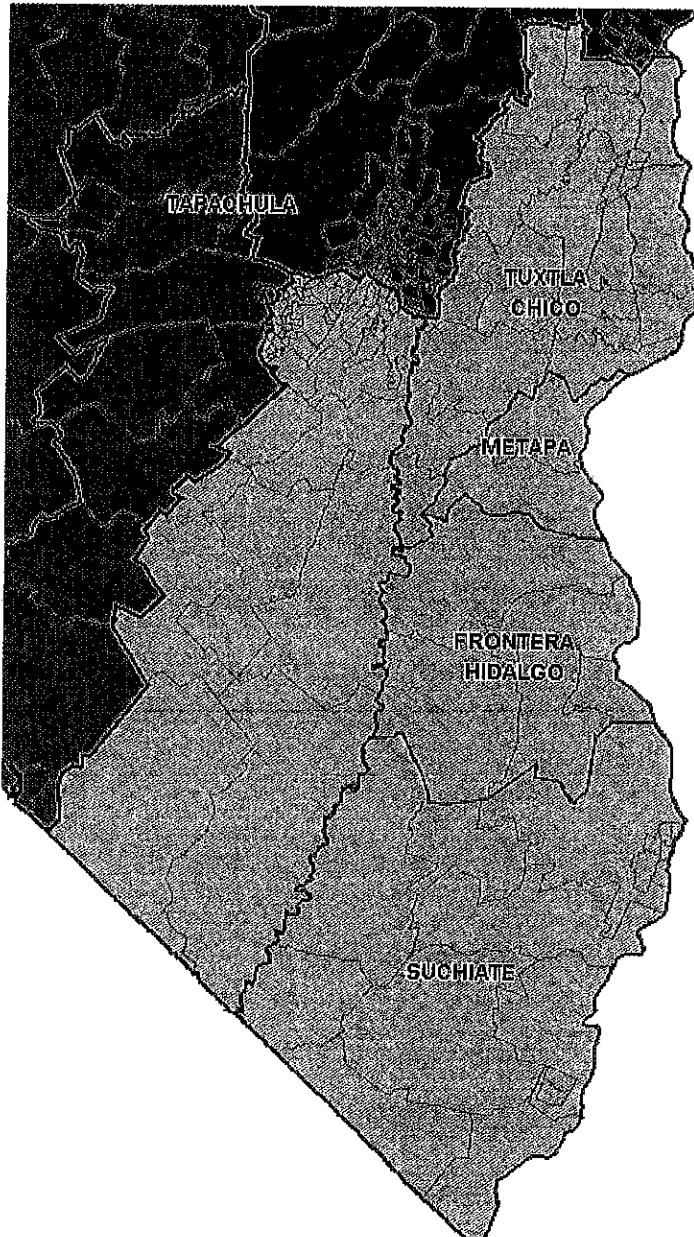 TAPACHULA
TUXTLA
CHICO
METAPA
FRONTERA
HIDALGO
SUCHIATE